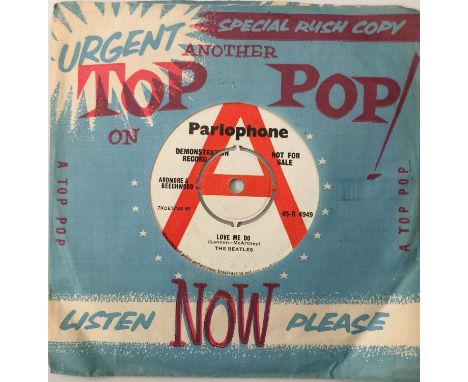 SPECIAL RUSH COPY
URGENT
ANOTHER
TOP POP!
ON
A TOP POP
A TOP POP
Parlophone
DEMONSTRATION
RECORD
NOT FOR
SALE
ARDMORE &
BEECHWOOD
A
45-R 4949
LOVE ME DO
(Lennon-McArtney)
THE BEATLES
LISTEN NOW PLEASE